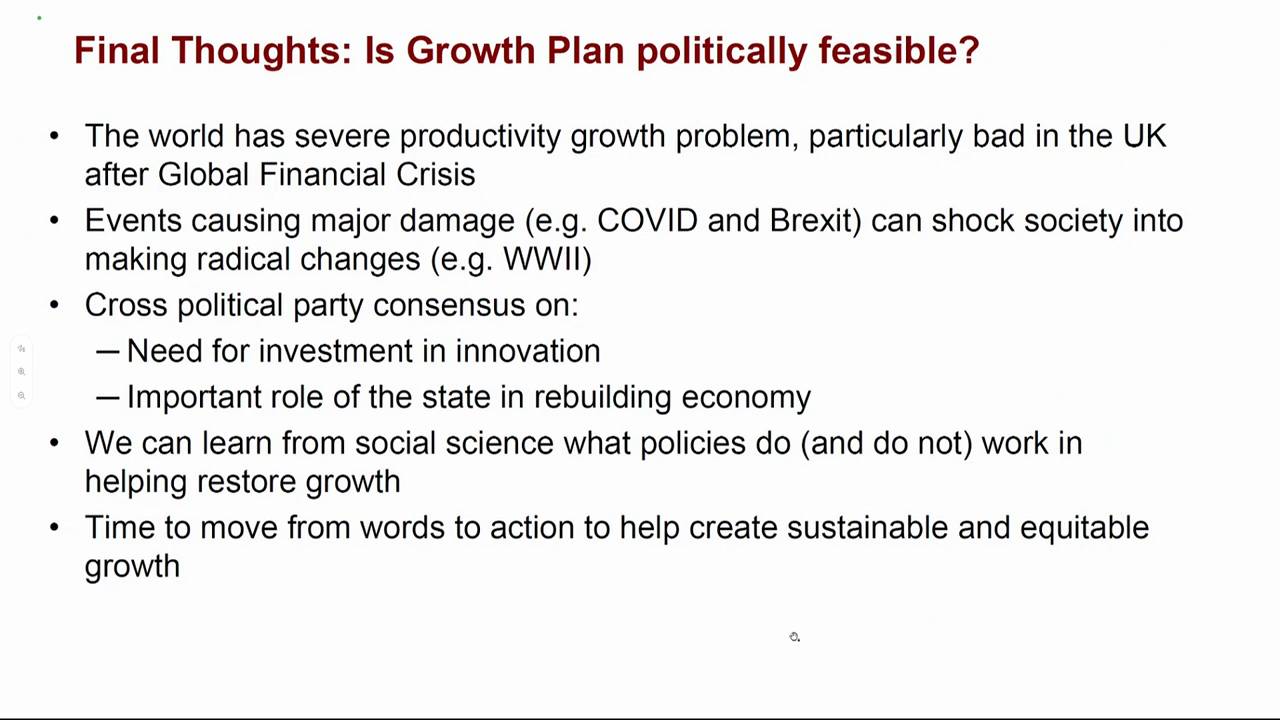 Final Thoughts: Is Growth Plan politically feasible?
• The world has severe productivity growth problem, particularly bad in the UK
after Global Financial Crisis
• Events causing major damage (e.g. COVID and Brexit) can shock society into
making radical changes (e.g. WWII)
• Cross political party consensus on:
— Need for investment in innovation
— Important role of the state in rebuilding economy
• We can learn from social science what policies do (and do not) work in
helping restore growth
• Time to move from words to action to help create sustainable and equitable
growth